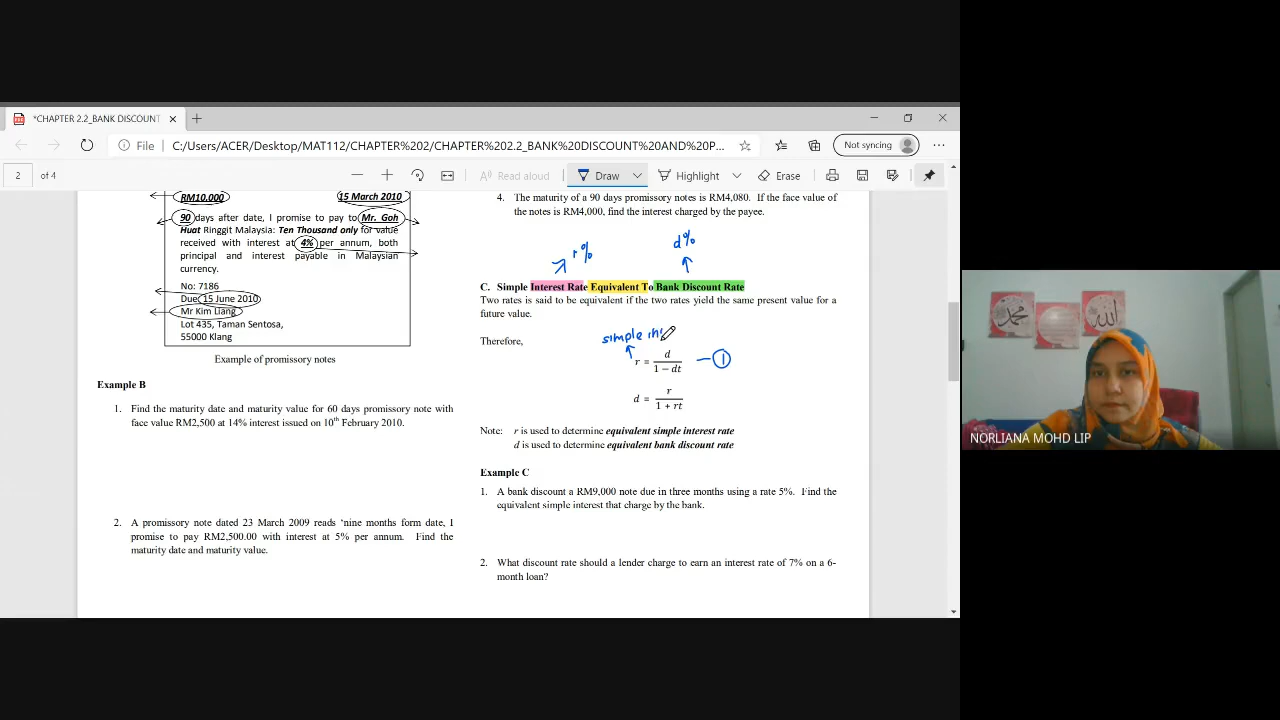 *CHAPTER 2.2_BANK DISCOUNT
File
C:/Users/ACER/Desktop/MAT112/CHAPTER%202/CHAPTER%202.2_BANK%20DISCOUNT%20AND%20P...
Not syncing
2 of 4
Read aloud
Draw
Highlight
Erase
RM10,000 15 March 2010
90 days after date, I promise to pay to Mr. Goh
Huat Ringgit Malaysia: Ten Thousand only for value
received with interest at 4% per annum, both
principal and interest payable in Malaysian
currency.
No: 7186
Due: 15 June 2010
Mr Kim Liang
Lot 435, Taman Sentosa,
55000 Klang
Example of promissory notes
Example B
1. Find the maturity date and maturity value for 60 days promissory note with
face value RM2,500 at 14% interest issued on 10th February 2010.
2. A promissory note dated 23 March 2009 reads ‘nine months form date, I
promise to pay RM2,500.00 with interest at 5% per annum. Find the
maturity date and maturity value.
4. The maturity of a 90 days promissory notes is RM4,080. If the face value of
the notes is RM4,000, find the interest charged by the payee.
r% d%
C. Simple Interest Rate Equivalent To Bank Discount Rate
Two rates is said to be equivalent if the two rates yield the same present value for a
future value.
Therefore,
simple in
r = d / 1 − dt — 1
d = r / 1 + rt
Note: r is used to determine equivalent simple interest rate
d is used to determine equivalent bank discount rate
Example C
1. A bank discount a RM9,000 note due in three months using a rate 5%. Find the
equivalent simple interest that charge by the bank.
2. What discount rate should a lender charge to earn an interest rate of 7% on a 6-
month loan?
NORLIANA MOHD LIP